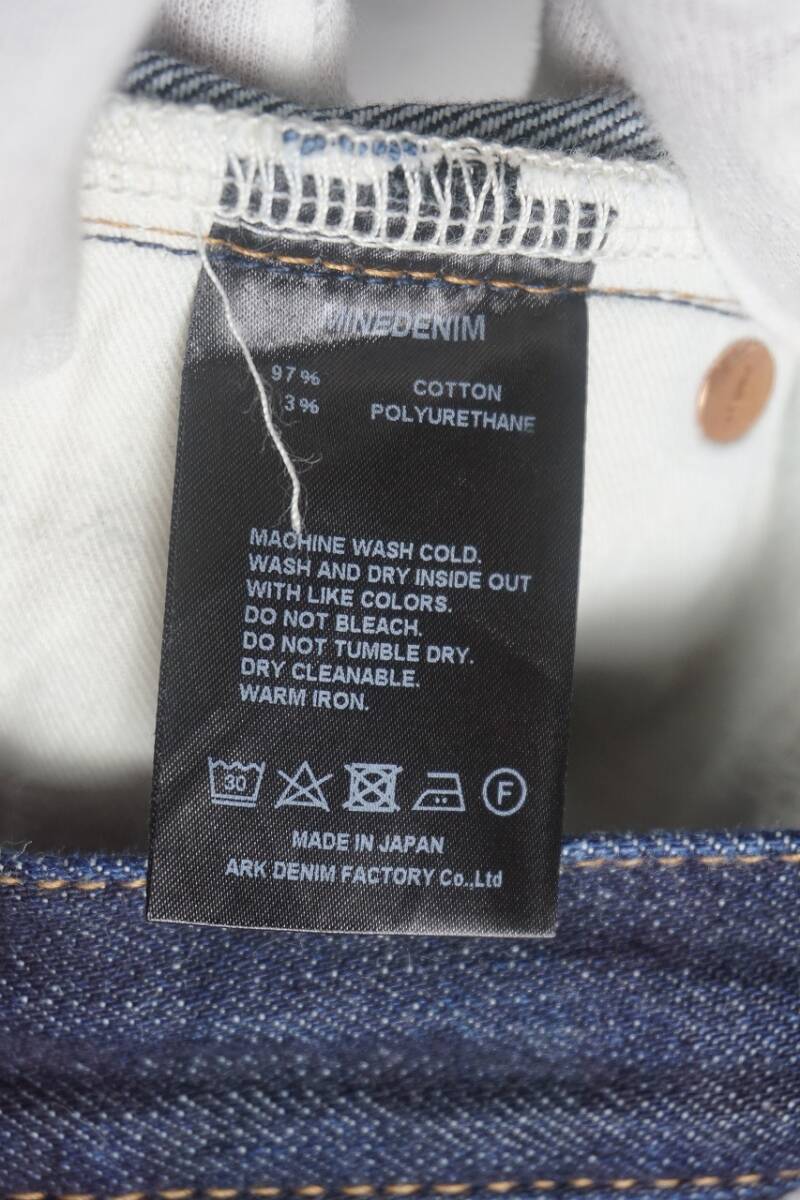 MINEDENIM
97% COTTON
3% POLYURETHANE
MACHINE WASH COLD.
WASH AND DRY INSIDE OUT
WITH LIKE COLORS.
DO NOT BLEACH.
DO NOT TUMBLE DRY.
DRY CLEANABLE.
WARM IRON.
30 F
MADE IN JAPAN
ARK DENIM FACTORY Co.,Ltd